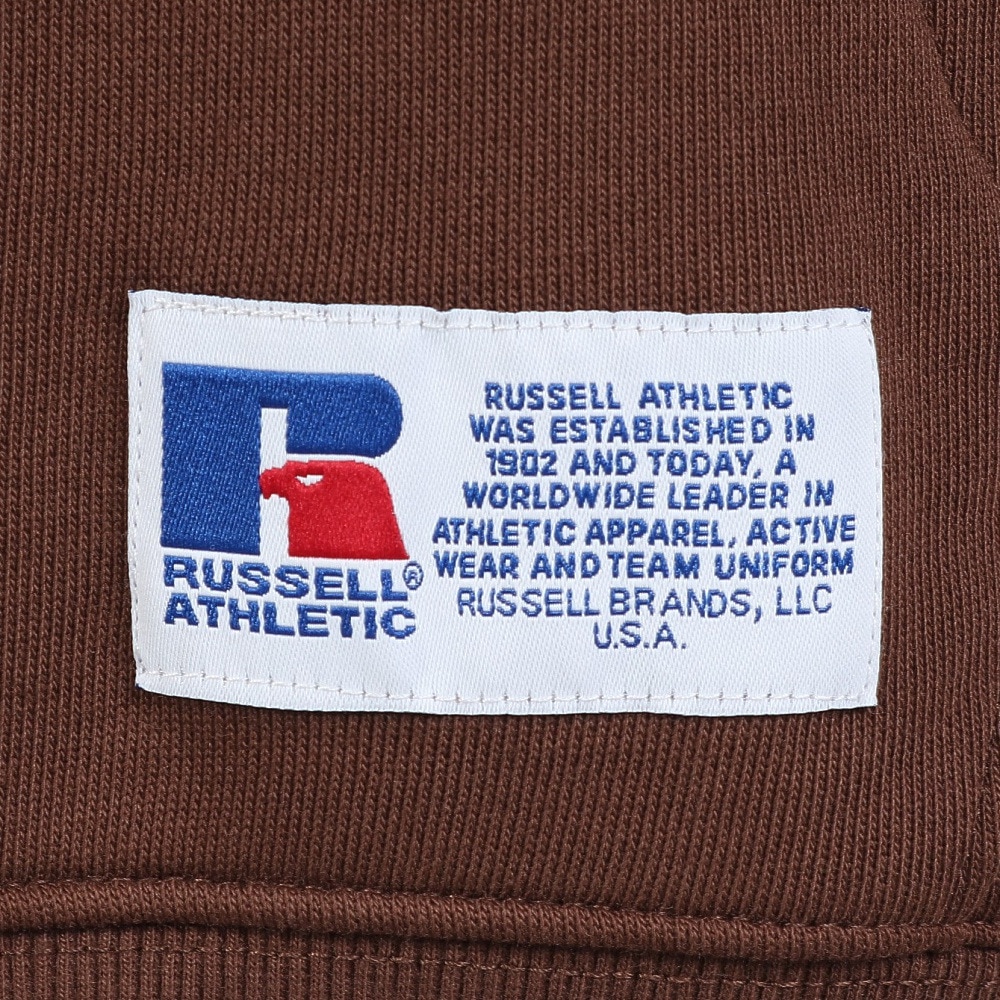 RUSSELL®
ATHLETIC
RUSSELL ATHLETIC
WAS ESTABLISHED IN
1902 AND TODAY, A
WORLDWIDE LEADER IN
ATHLETIC APPAREL, ACTIVE
WEAR AND TEAM UNIFORM
RUSSELL BRANDS, LLC
U.S.A.